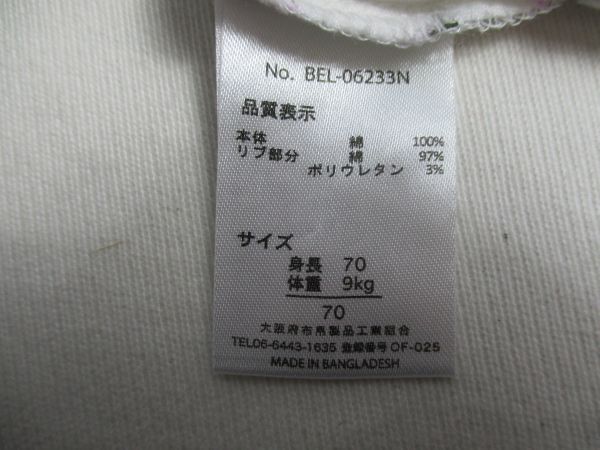 No. BEL-06233N
品質表示
本体 綿 100%
リブ部分 綿 97%
ポリウレタン 3%
サイズ
身長 70
体重 9kg
70
大阪府布帛製品工業組合
TEL06-6443-1635 登録番号 OF-025
MADE IN BANGLADESH